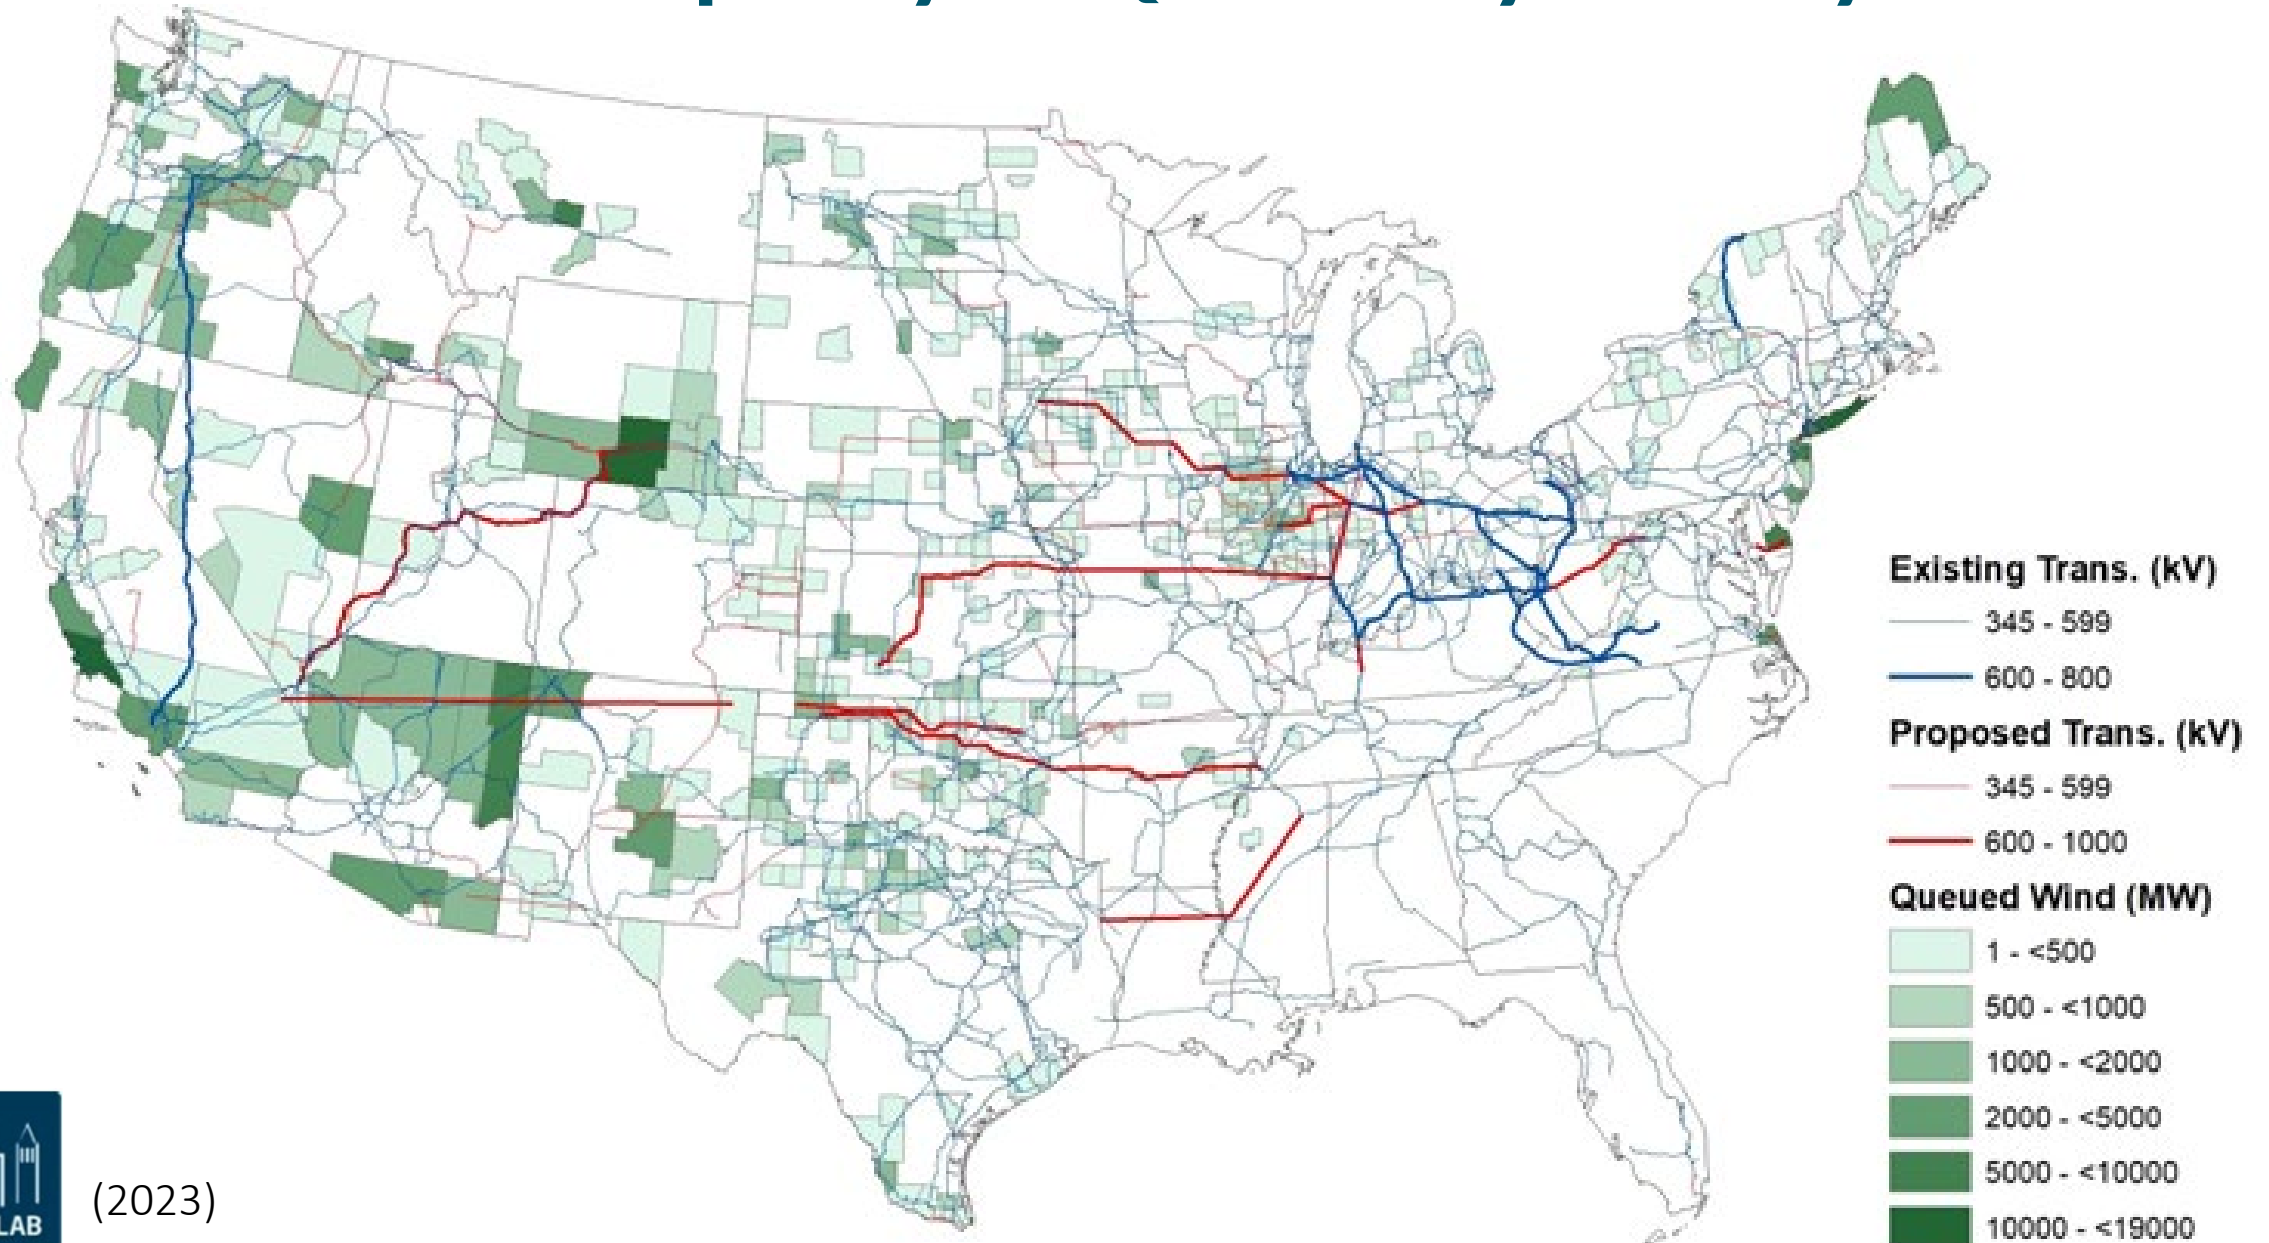 Existing Trans. (kV)
345 - 599
600 - 800
Proposed Trans. (kV)
345 - 599
600 - 1000
Queued Wind (MW)
1 - <500
500 - <1000
1000 - <2000
2000 - <5000
5000 - <10000
10000 - <19000
LAB
(2023)